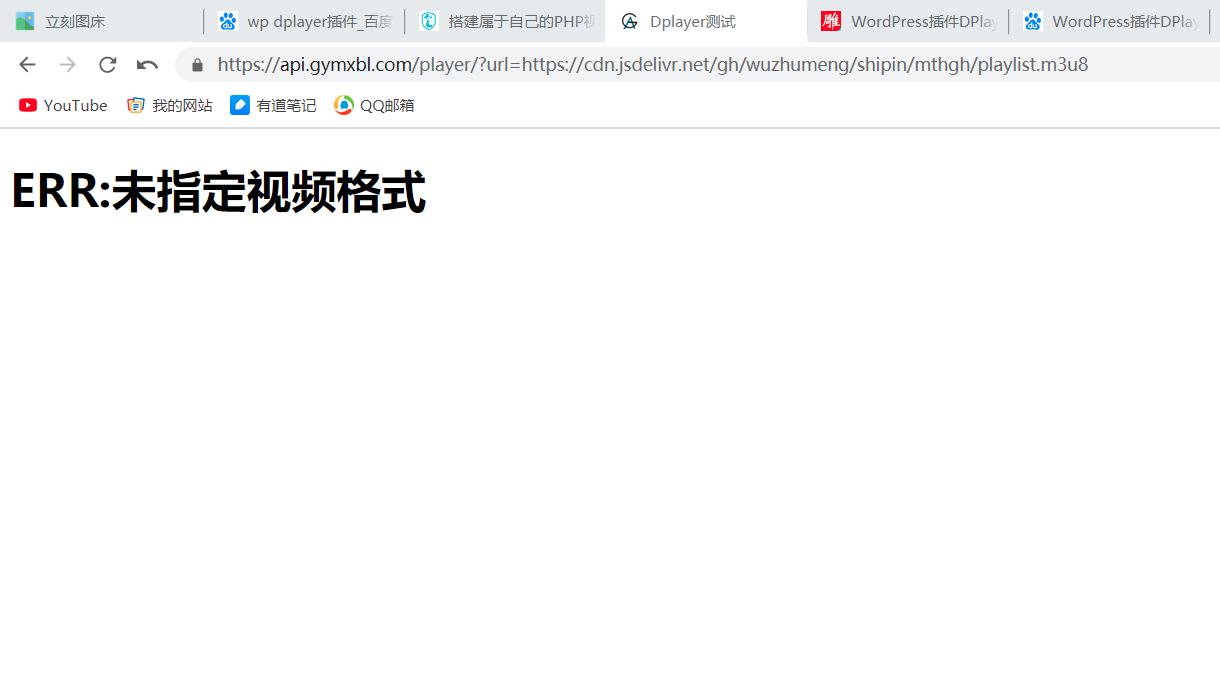 立刻图床
wp dplayer插件_百度
搭建属于自己的PHP视
Dplayer测试
WordPress插件DPlay
WordPress插件DPlay
https://api.gymxbl.com/player/?url=https://cdn.jsdelivr.net/gh/wuzhumeng/shipin/mthgh/playlist.m3u8
YouTube 我的网站 有道笔记 QQ邮箱
ERR:未指定视频格式